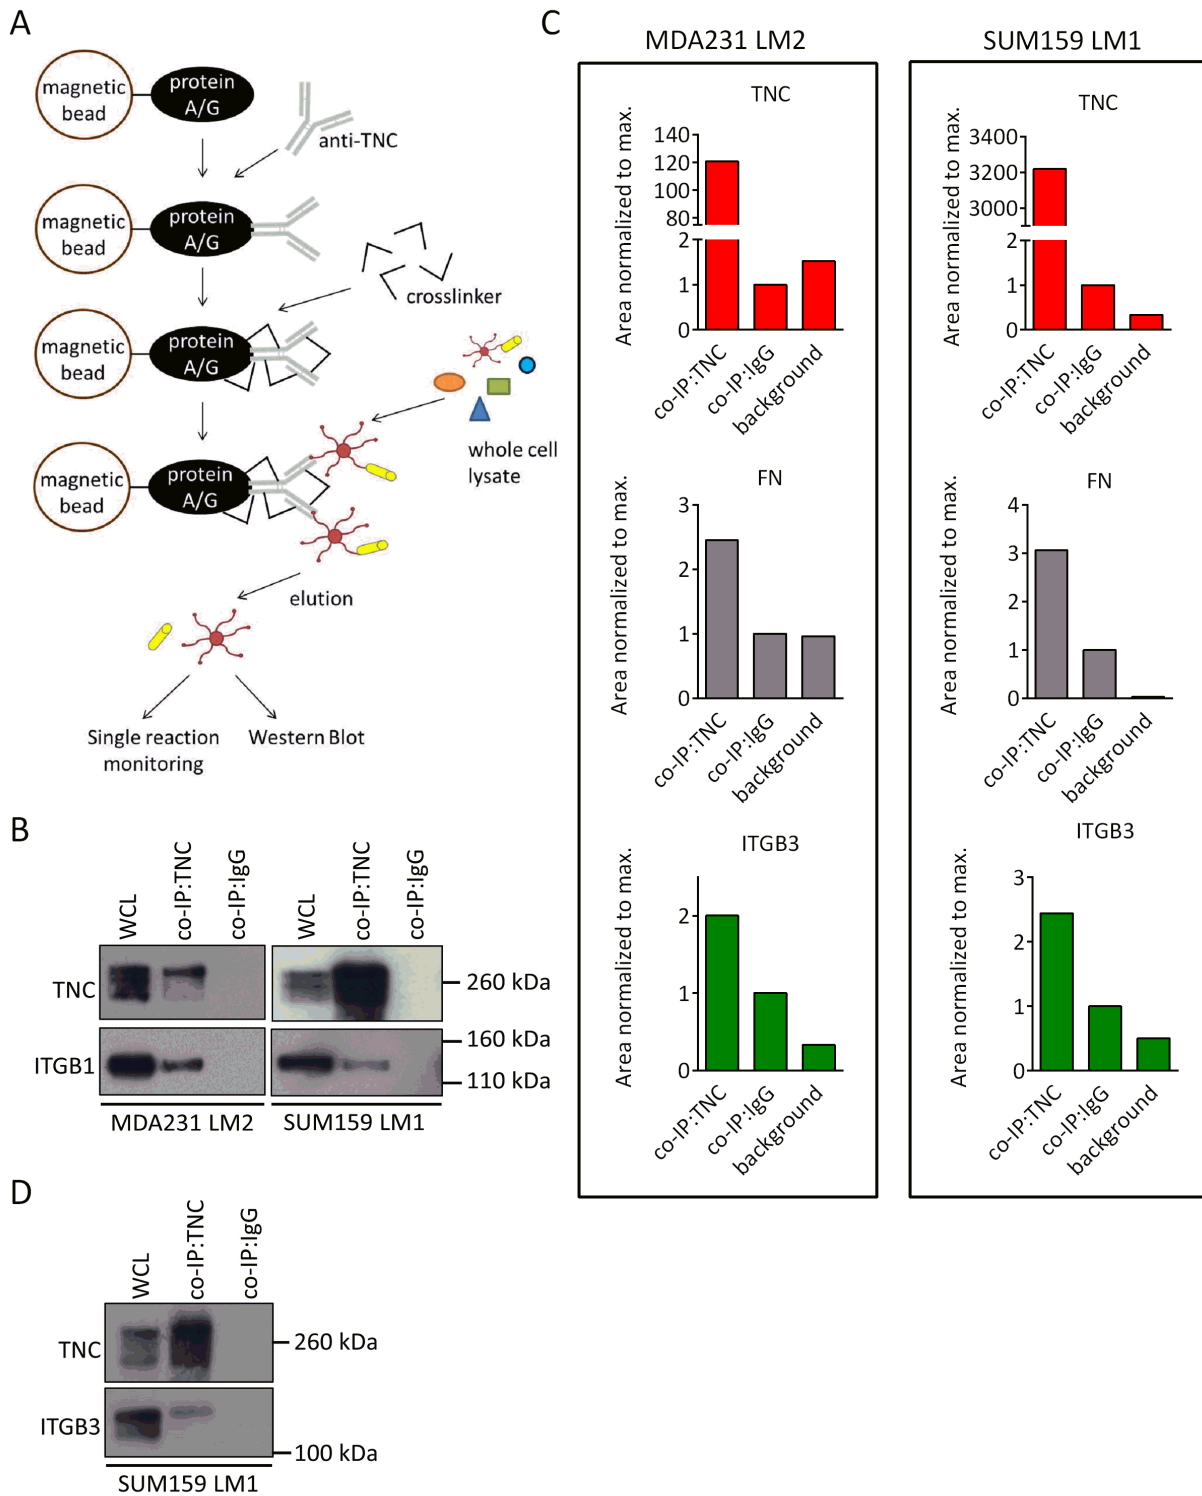 A
magnetic
bead
protein
A/G
anti-TNC
magnetic
bead
protein
A/G
crosslinker
magnetic
bead
protein
A/G
whole cell
lysate
magnetic
bead
protein
A/G
elution
Single reaction
monitoring
Western Blot
B
WCL
co-IP:TNC
co-IP:IgG
WCL
co-IP:TNC
co-IP:IgG
TNC
260 kDa
160 kDa
ITGB1
110 kDa
MDA231 LM2
SUM159 LM1
C
MDA231 LM2
TNC
Area normalized to max.
140
120
100
80
2
1
0
co-IP:TNC
co-IP:IgG
background
FN
Area normalized to max.
3
2
1
0
co-IP:TNC
co-IP:IgG
background
ITGB3
Area normalized to max.
2
1
0
co-IP:TNC
co-IP:IgG
background
SUM159 LM1
TNC
Area normalized to max.
3400
3200
3000
2
1
0
co-IP:TNC
co-IP:IgG
background
FN
Area normalized to max.
4
3
2
1
0
co-IP:TNC
co-IP:IgG
background
ITGB3
Area normalized to max.
3
2
1
0
co-IP:TNC
co-IP:IgG
background
D
WCL
co-IP:TNC
co-IP:IgG
TNC
260 kDa
ITGB3
100 kDa
SUM159 LM1